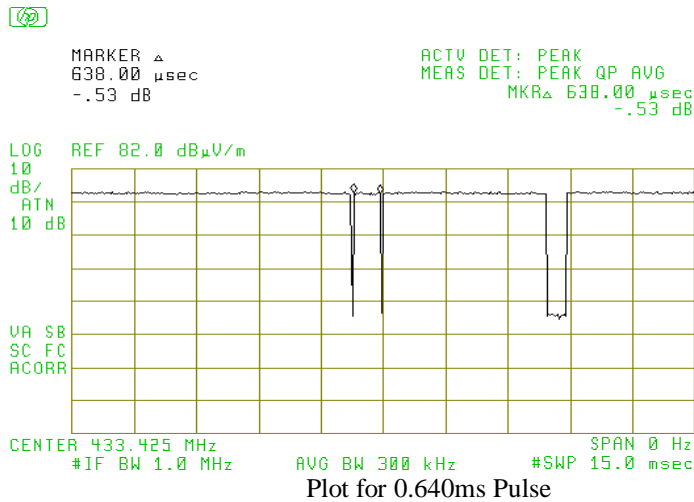 hp
MARKER Δ
638.00 µsec
-.53 dB
ACTV DET: PEAK
MEAS DET: PEAK QP AVG
MKRΔ 638.00 µsec
-.53 dB
LOG REF 82.0 dBµV/m
10
dB/
ATN
10 dB
VA SB
SC FC
ACORR
CENTER 433.425 MHz SPAN 0 Hz
#IF BW 1.0 MHz AVG BW 300 kHz #SWP 15.0 msec
Plot for 0.640ms Pulse